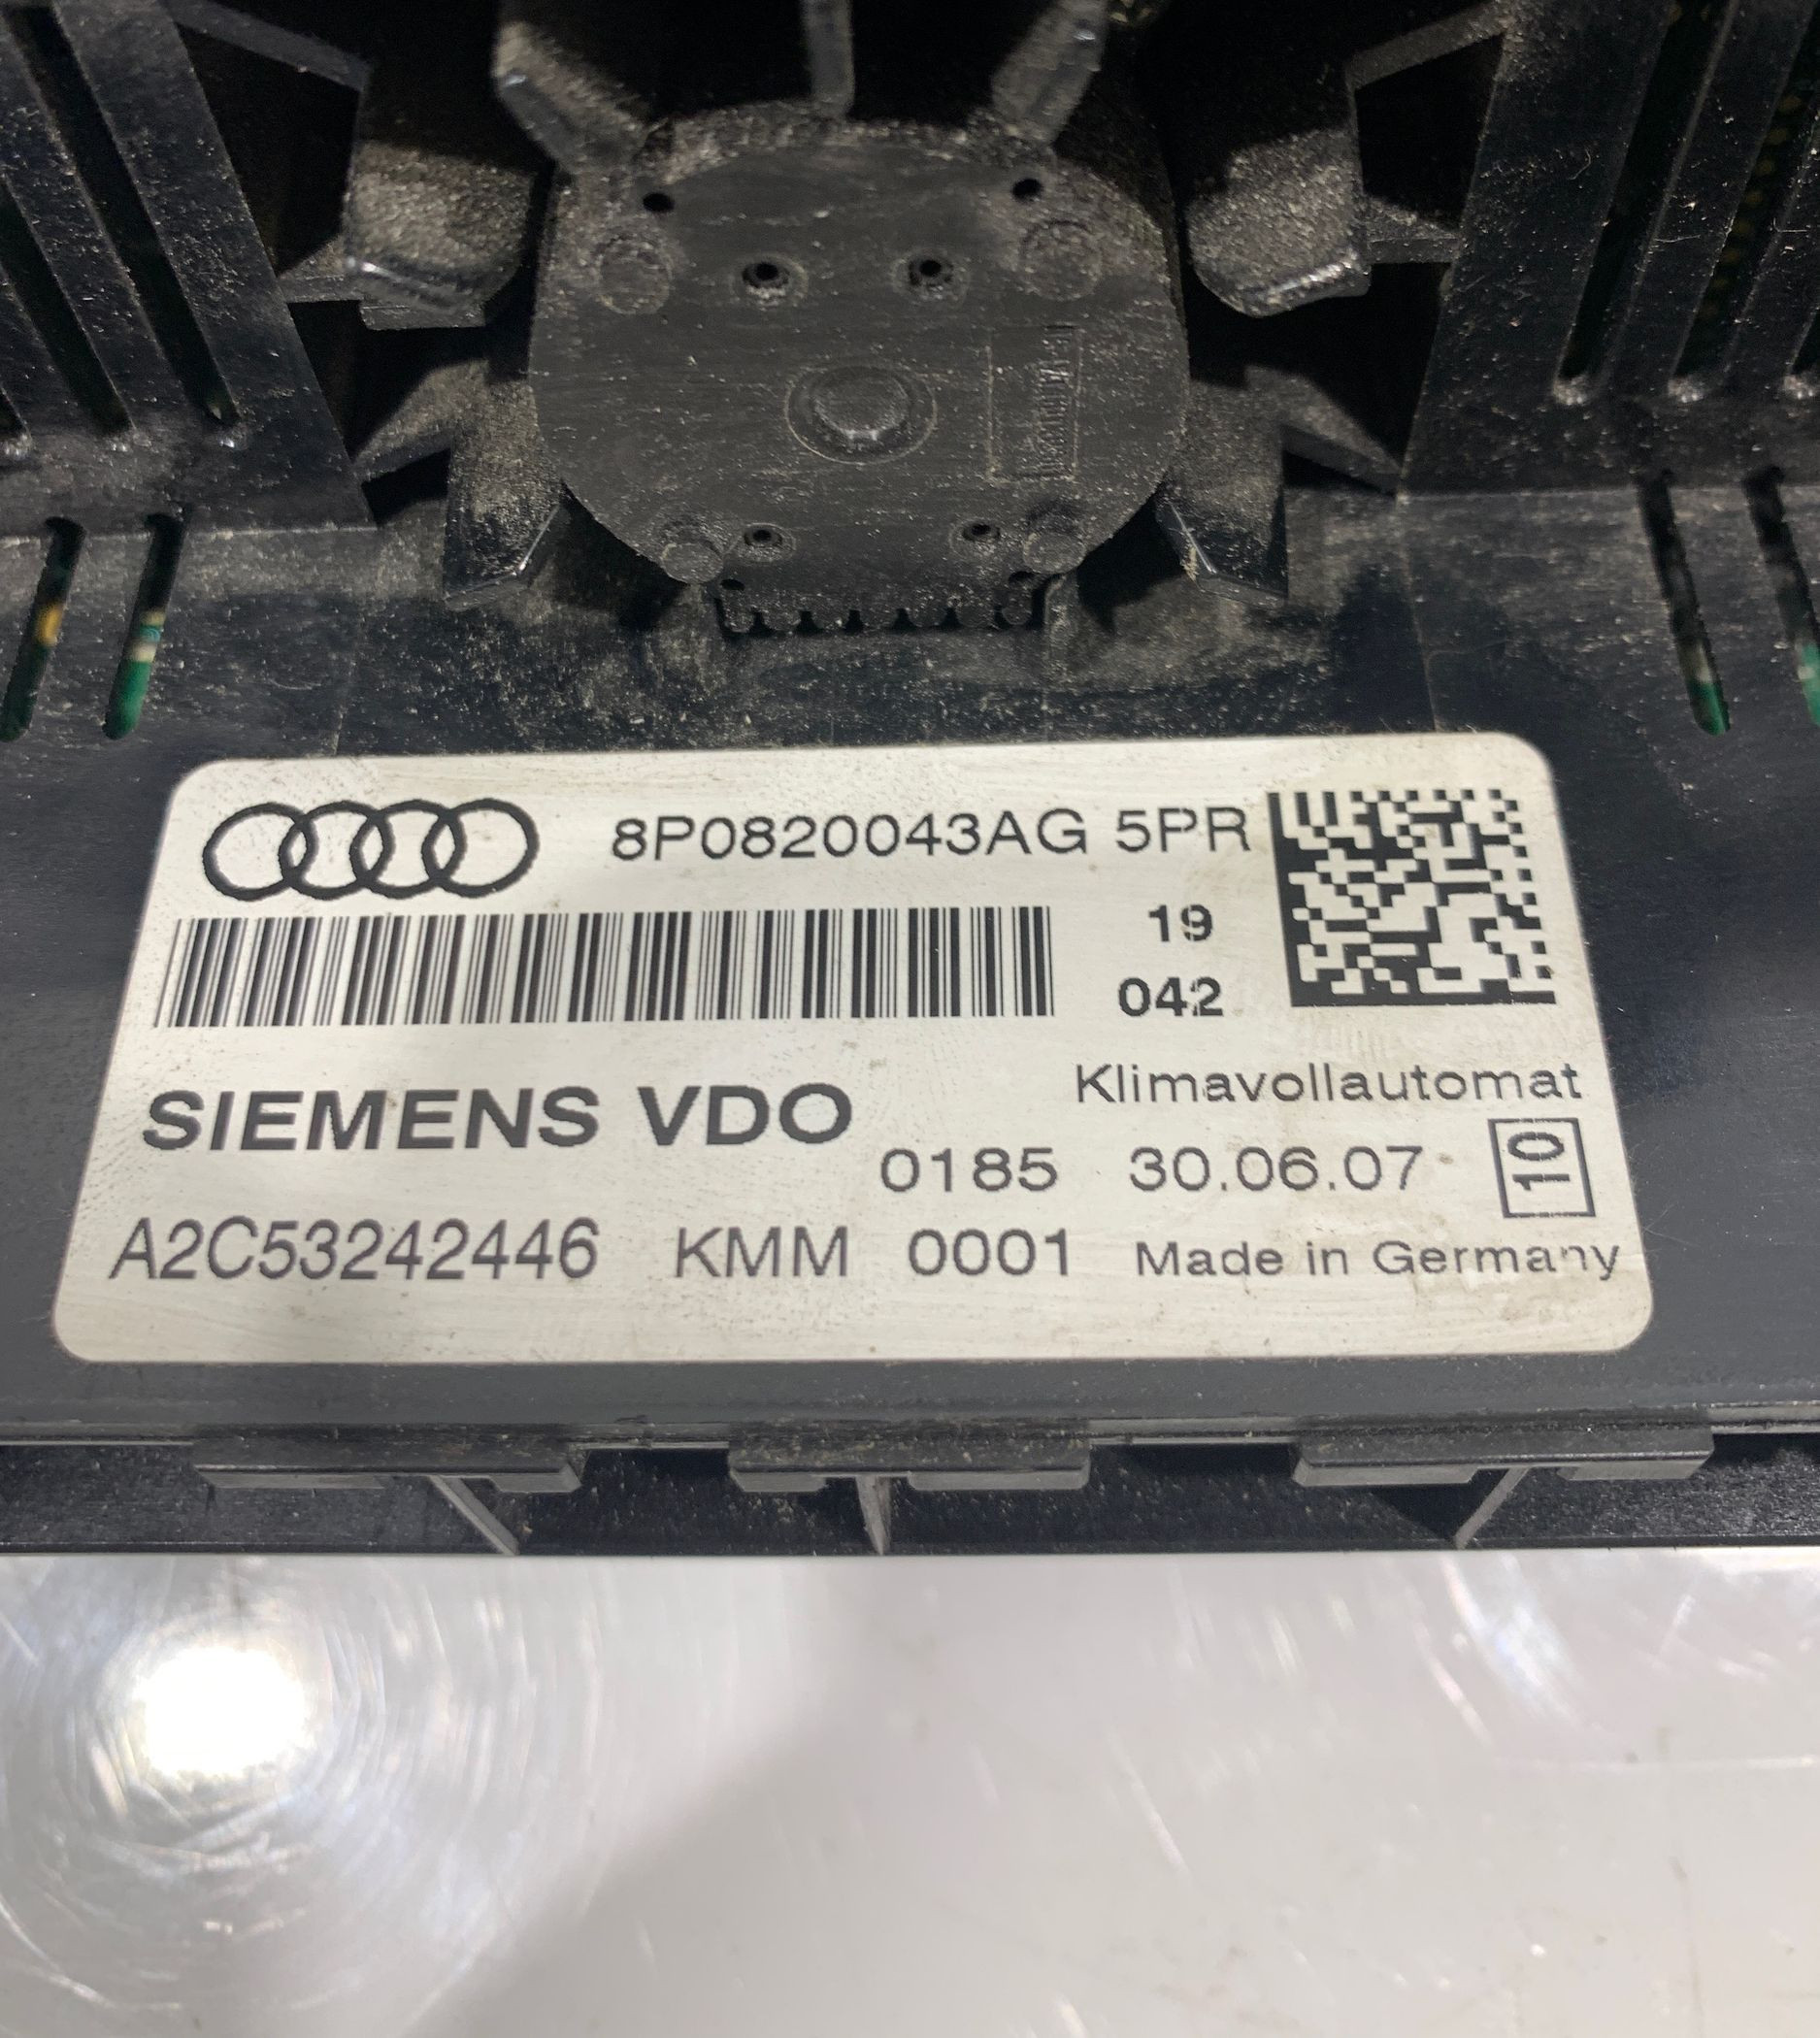 8P0820043AG 5PR
19
042
SIEMENS VDO
Klimavollautomat
0185 30.06.07 10
A2C53242446 KMM 0001 Made in Germany